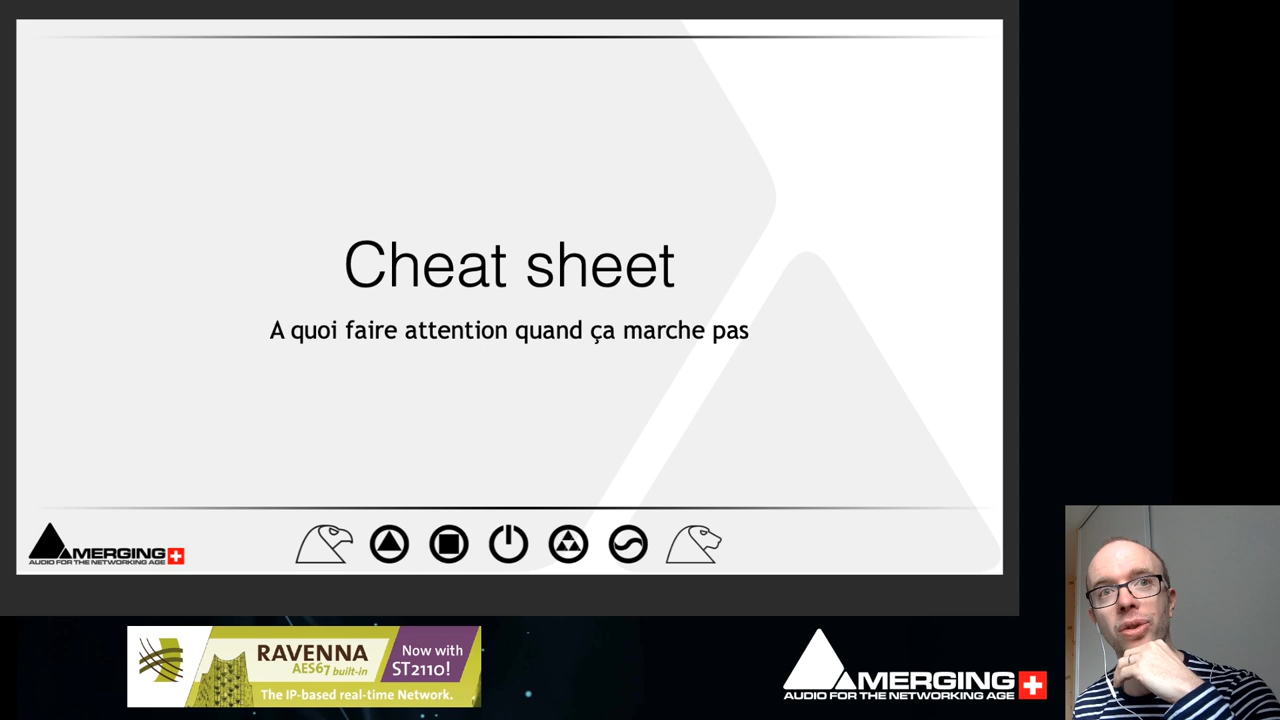 Cheat sheet
A quoi faire attention quand ça marche pas
MERGING
AUDIO FOR THE NETWORKING AGE
RAVENNA
AES67 built-in
Now with
ST2110!
The IP-based real-time Network.
MERGING
AUDIO FOR THE NETWORKING AGE